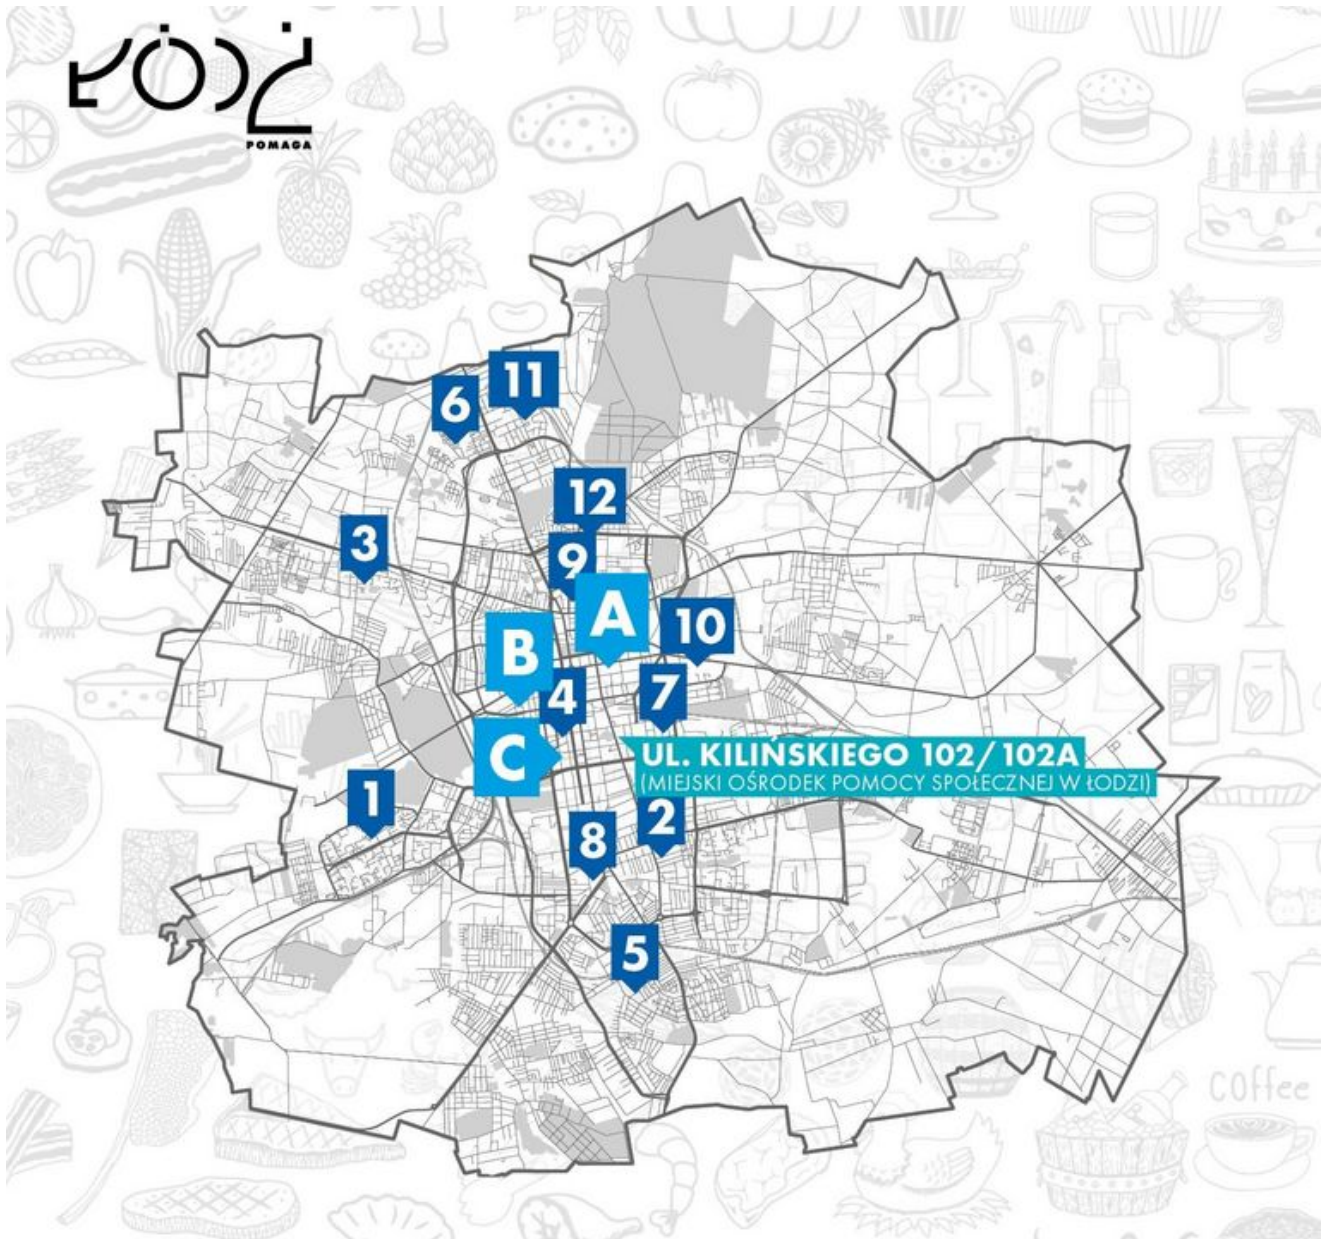 ŁÓDŹ
POMAGA
11
6
12
3
9
A
10
B
4
7
C
UL. KILIŃSKIEGO 102/102A
(MIEJSKI OŚRODEK POMOCY SPOŁECZNEJ W ŁODZI)
1
2
8
5
coffee